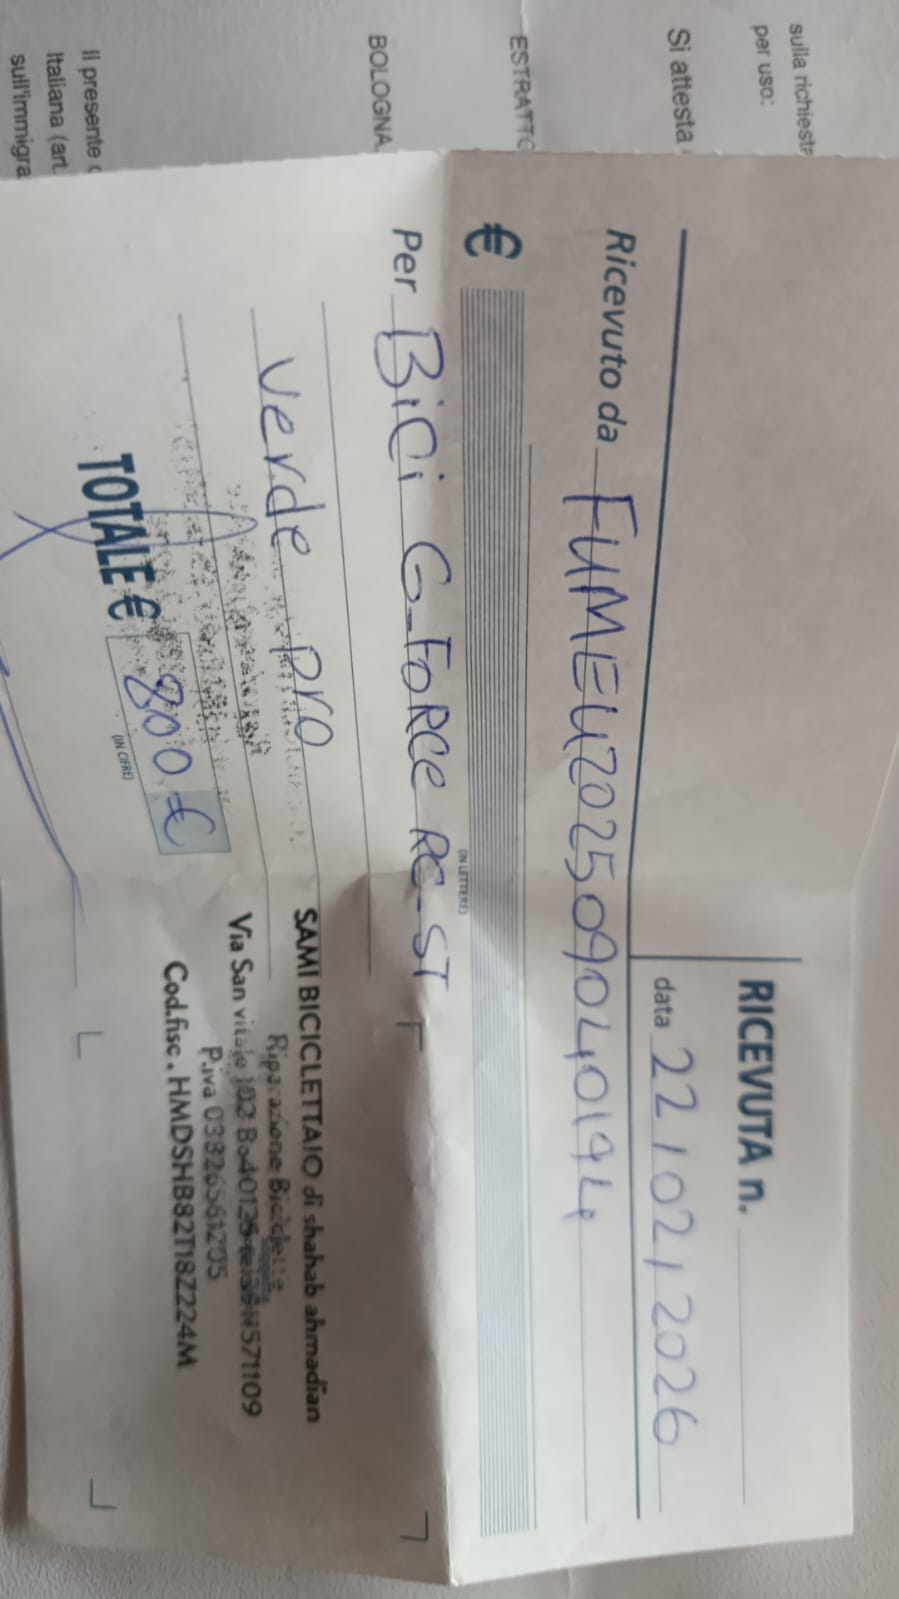 sulla richiesta
per uso:
Si attesta
ESTRATTO
BOLOGNA
Il presente
Italiana (art.
sull'immigra
RICEVUTA n.
data 22/02/2026
Ricevuto da FUMEU202509040194
€
(IN LETTERE)
Per BiCi G-FORCE RC-ST
verde pro
TOTALE € 800 €
(IN CIFRE)
SAMI BICICLETTAIO di shahab ahmadian
Riparazione Biciclette
Via San vitale 102 Bo 40125
P.iva 03826561205
Cod.fisc. HMDSHB82T18Z224M